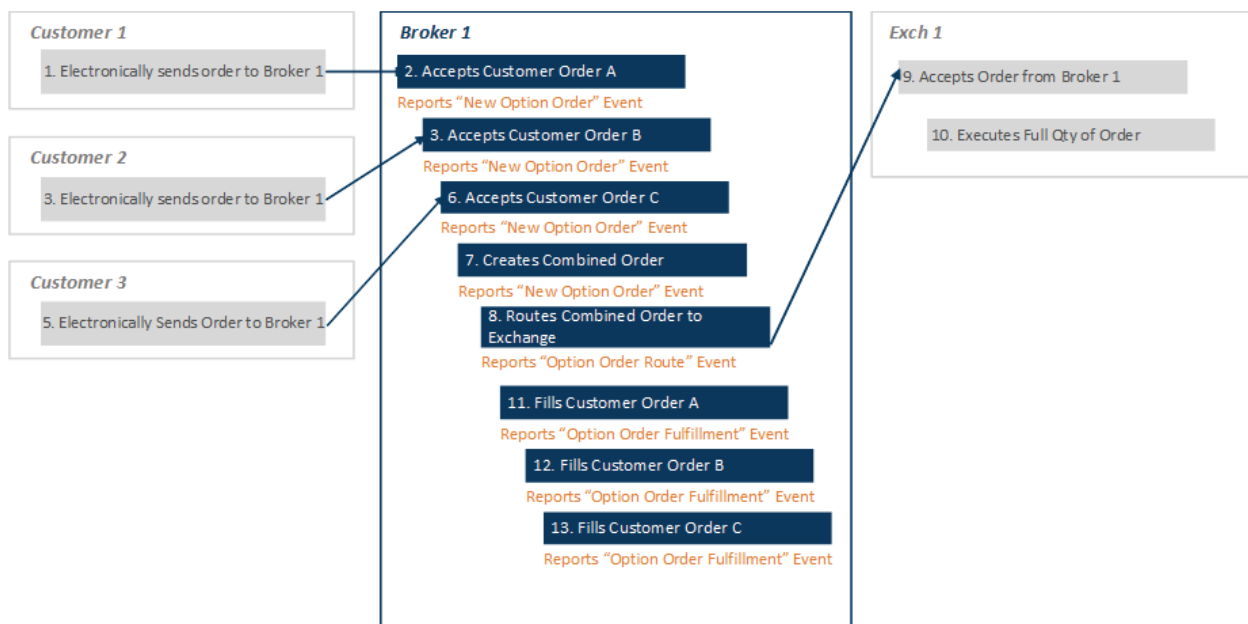 Customer 1
1. Electronically sends order to Broker 1
Customer 2
3. Electronically sends order to Broker 1
Customer 3
5. Electronically Sends Order to Broker 1
Broker 1
2. Accepts Customer Order A
Reports “New Option Order” Event
3. Accepts Customer Order B
Reports “New Option Order” Event
6. Accepts Customer Order C
Reports “New Option Order” Event
7. Creates Combined Order
Reports “New Option Order” Event
8. Routes Combined Order to
Exchange
Reports “Option Order Route” Event
11. Fills Customer Order A
Reports “Option Order Fulfillment” Event
12. Fills Customer Order B
Reports “Option Order Fulfillment” Event
13. Fills Customer Order C
Reports “Option Order Fulfillment” Event
Exch 1
9. Accepts Order from Broker 1
10. Executes Full Qty of Order